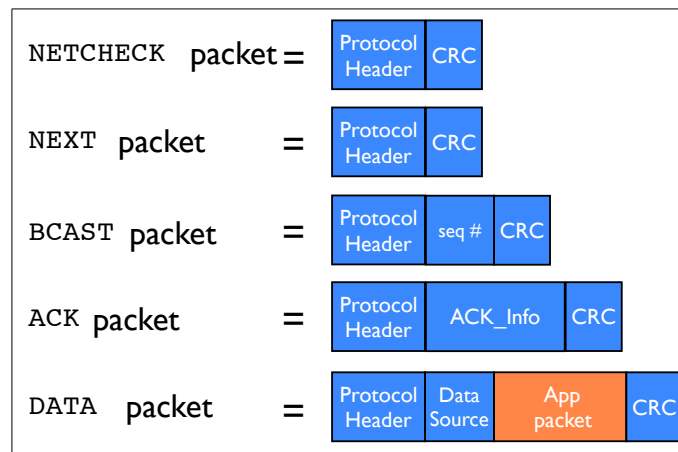 NETCHECK packet = Protocol Header CRC
NEXT packet = Protocol Header CRC
BCAST packet = Protocol Header seq # CRC
ACK packet = Protocol Header ACK_Info CRC
DATA packet = Protocol Header Data Source App packet CRC